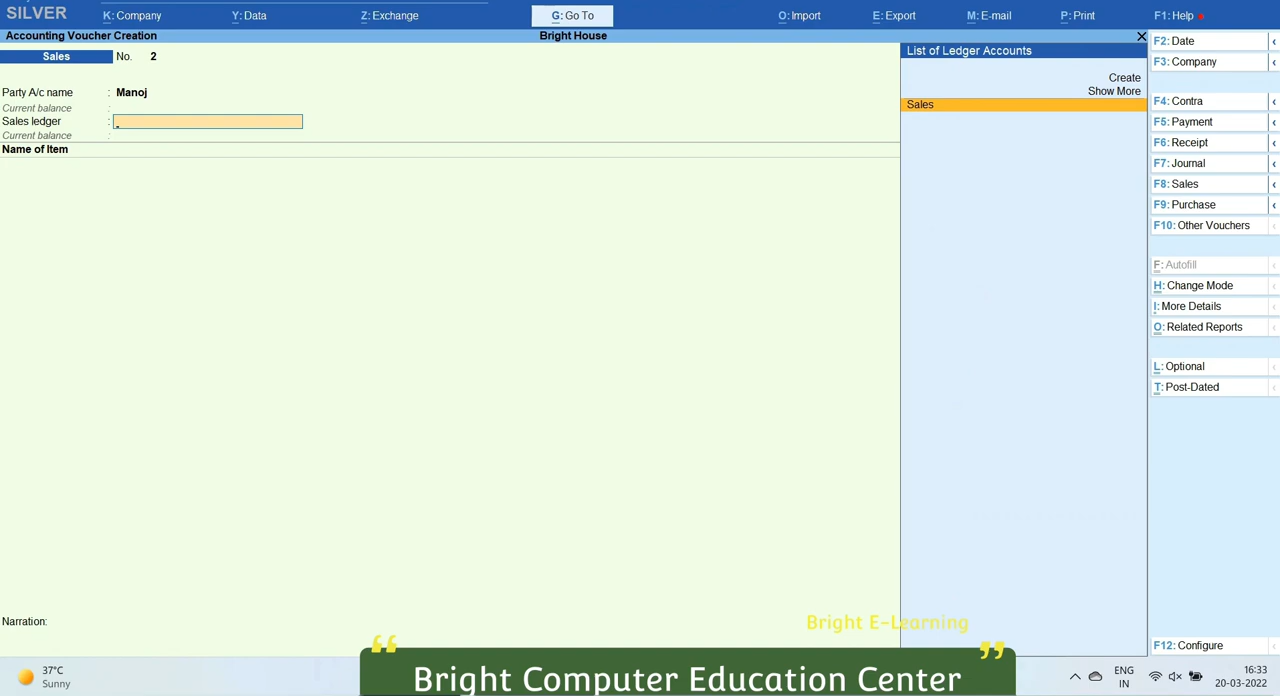 SILVER
K: Company
Y: Data
Z: Exchange
G: Go To
O: Import
E: Export
M: E-mail
P: Print
F1: Help
Accounting Voucher Creation
Bright House
Sales No. 2
Party A/c name : Manoj
Current balance :
Sales ledger :
Current balance :
Name of Item
Narration:
List of Ledger Accounts
Create
Show More
Sales
F2: Date
F3: Company
F4: Contra
F5: Payment
F6: Receipt
F7: Journal
F8: Sales
F9: Purchase
F10: Other Vouchers
F: Autofill
H: Change Mode
I: More Details
O: Related Reports
L: Optional
T: Post-Dated
F12: Configure
Bright E-Learning
“ Bright Computer Education Center ”
37°C
Sunny
ENG
IN
16:33
20-03-2022